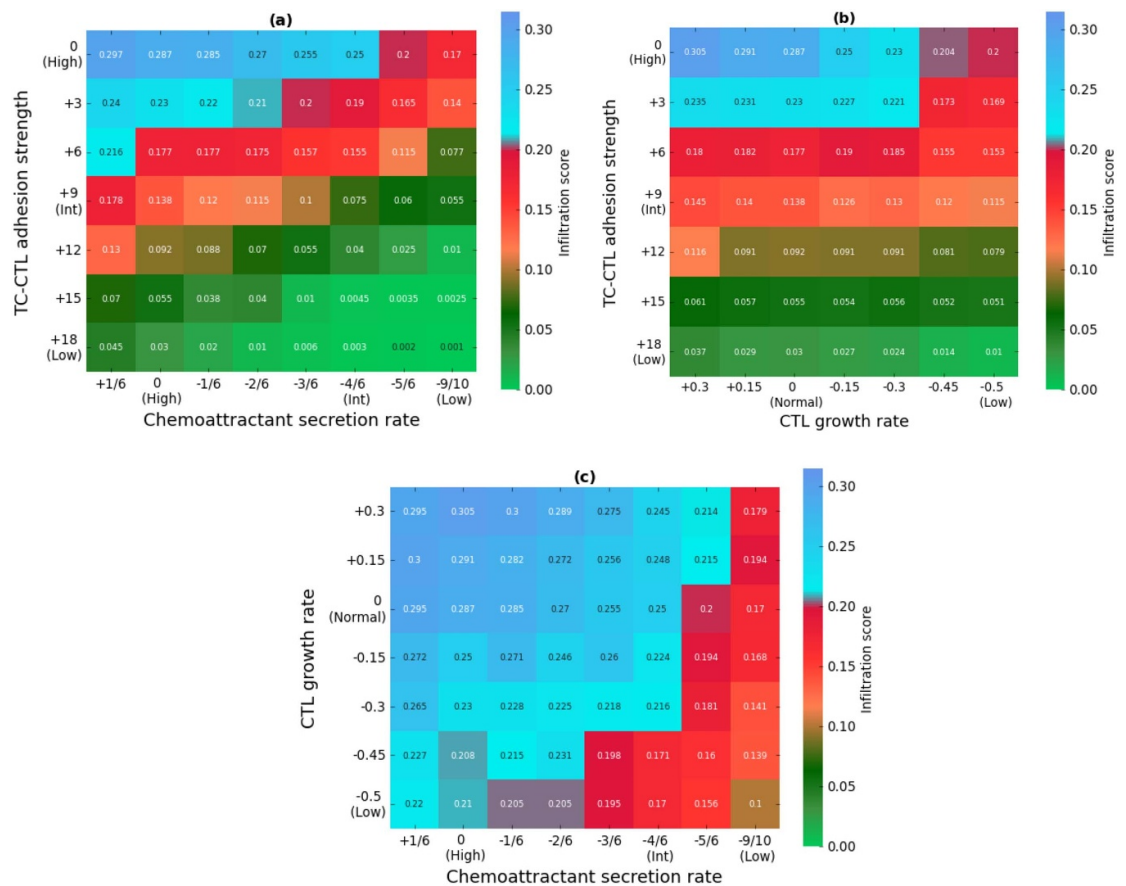 (a)
TC-CTL adhesion strength
0
(High)
0.297 0.287 0.285 0.27 0.255 0.25 0.2 0.17
+3
0.24 0.23 0.22 0.21 0.2 0.19 0.165 0.14
+6
0.216 0.177 0.177 0.175 0.157 0.155 0.115 0.077
+9
(Int)
0.178 0.138 0.12 0.115 0.1 0.075 0.06 0.055
+12
0.13 0.092 0.088 0.07 0.055 0.04 0.025 0.01
+15
0.07 0.055 0.038 0.04 0.01 0.0045 0.0035 0.0025
+18
(Low)
0.045 0.03 0.02 0.01 0.006 0.003 0.002 0.001
+1/6 0 -1/6 -2/6 -3/6 -4/6 -5/6 -9/10
(High) (Int) (Low)
Chemoattractant secretion rate
0.30
0.25
0.20
0.15
0.10
0.05
0.00
Infiltration score
(b)
TC-CTL adhesion strength
0
(High)
0.305 0.291 0.287 0.25 0.23 0.204 0.2
+3
0.235 0.231 0.23 0.227 0.221 0.173 0.169
+6
0.18 0.182 0.177 0.19 0.185 0.155 0.153
+9
(Int)
0.145 0.14 0.138 0.126 0.13 0.12 0.115
+12
0.116 0.091 0.092 0.091 0.091 0.081 0.079
+15
0.061 0.057 0.055 0.054 0.056 0.052 0.051
+18
(Low)
0.037 0.029 0.03 0.027 0.024 0.014 0.01
+0.3 +0.15 0 -0.15 -0.3 -0.45 -0.5
(Normal) (Low)
CTL growth rate
0.30
0.25
0.20
0.15
0.10
0.05
0.00
Infiltration score
(c)
CTL growth rate
+0.3
0.295 0.305 0.3 0.289 0.275 0.245 0.214 0.179
+0.15
0.3 0.291 0.282 0.272 0.256 0.248 0.215 0.194
0
(Normal)
0.295 0.287 0.285 0.27 0.255 0.25 0.2 0.17
-0.15
0.272 0.25 0.271 0.246 0.26 0.224 0.194 0.168
-0.3
0.265 0.23 0.228 0.225 0.218 0.216 0.181 0.141
-0.45
0.227 0.208 0.215 0.231 0.198 0.171 0.16 0.139
-0.5
(Low)
0.22 0.21 0.205 0.205 0.195 0.17 0.156 0.1
+1/6 0 -1/6 -2/6 -3/6 -4/6 -5/6 -9/10
(High) (Int) (Low)
Chemoattractant secretion rate
0.30
0.25
0.20
0.15
0.10
0.05
0.00
Infiltration score